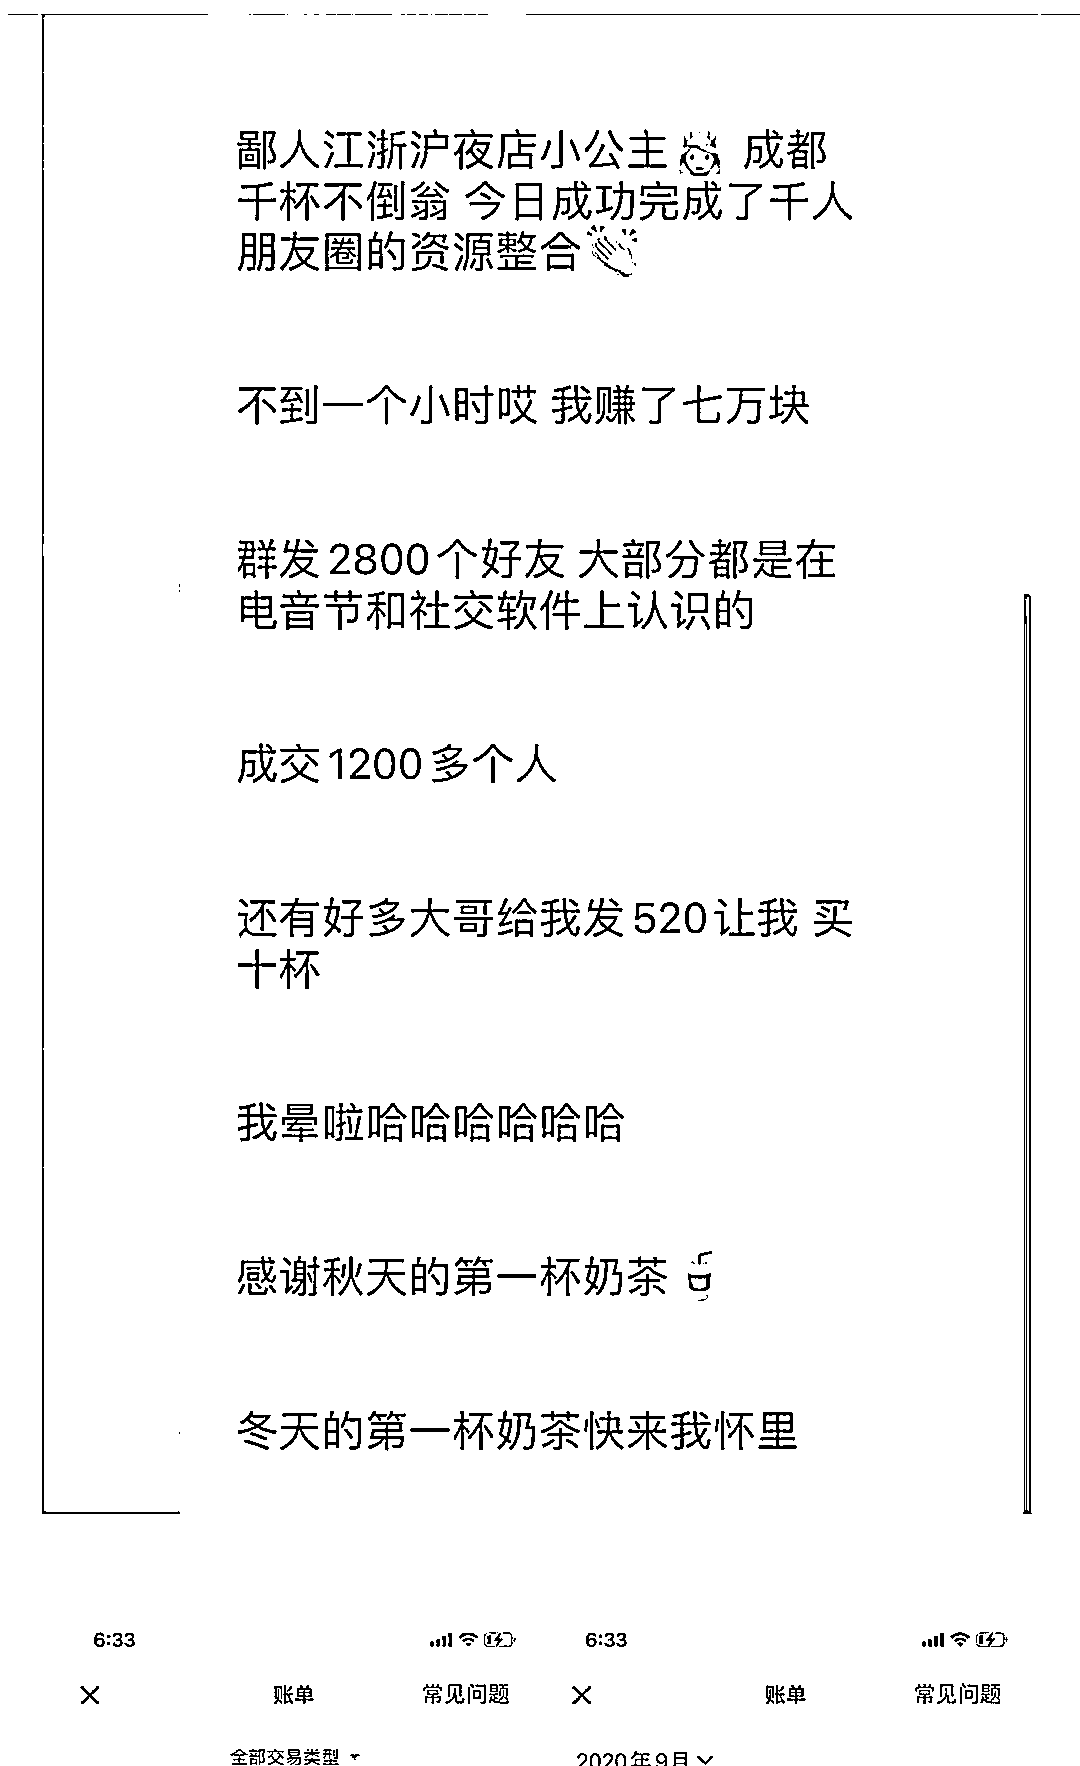 鄙人江浙沪夜店小公主👸 成都
千杯不倒翁 今日成功完成了千人
朋友圈的资源整合👏
不到一个小时哎 我赚了七万块
群发2800个好友 大部分都是在
电音节和社交软件上认识的
成交1200多个人
还有好多大哥给我发520让我 买
十杯
我晕啦哈哈哈哈哈哈
感谢秋天的第一杯奶茶🥤
冬天的第一杯奶茶快来我怀里
6:33 6:33
账单 常见问题 账单 常见问题
全部交易类型 2020年9月